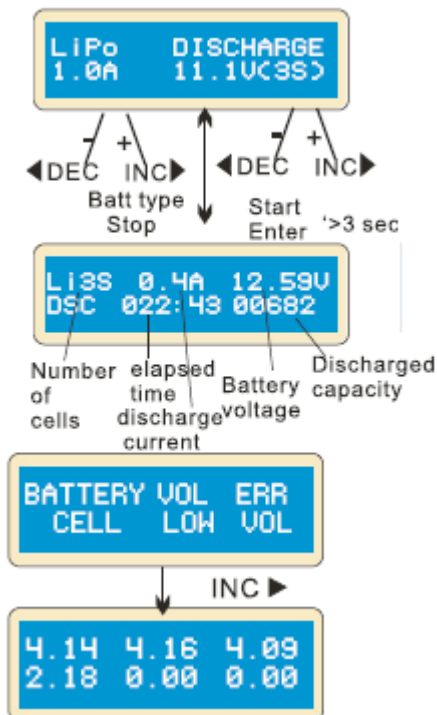 LiPo DISCHARGE
1.0A 11.1V(3S)
- + - +
◀DEC INC▶ ◀DEC INC▶
Batt type
Stop
Start
Enter '>3 sec
Li3S 0.4A 12.59V
DSC 022:43 00682
Number
of
cells
elapsed
time
discharge
current
Battery
voltage
Discharged
capacity
BATTERY VOL ERR
CELL LOW VOL
INC ▶
4.14 4.16 4.09
2.18 0.00 0.00